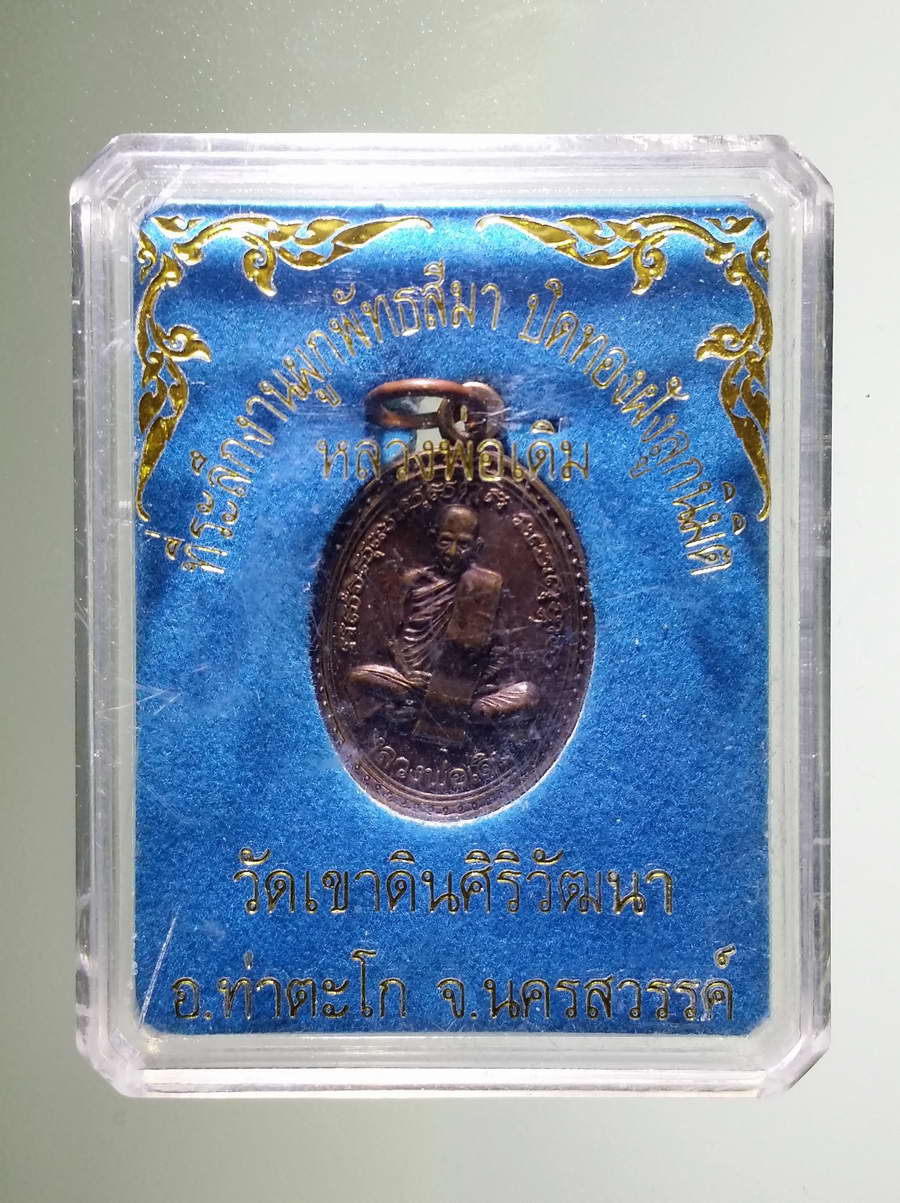 ที่ระลึกงานผูกพัทธสีมา ปิดทองฝังลูกนิมิต
หลวงพ่อเดิม
วัดเขาดินศิริวัฒนา
อ.ท่าตะโก จ.นครสวรรค์